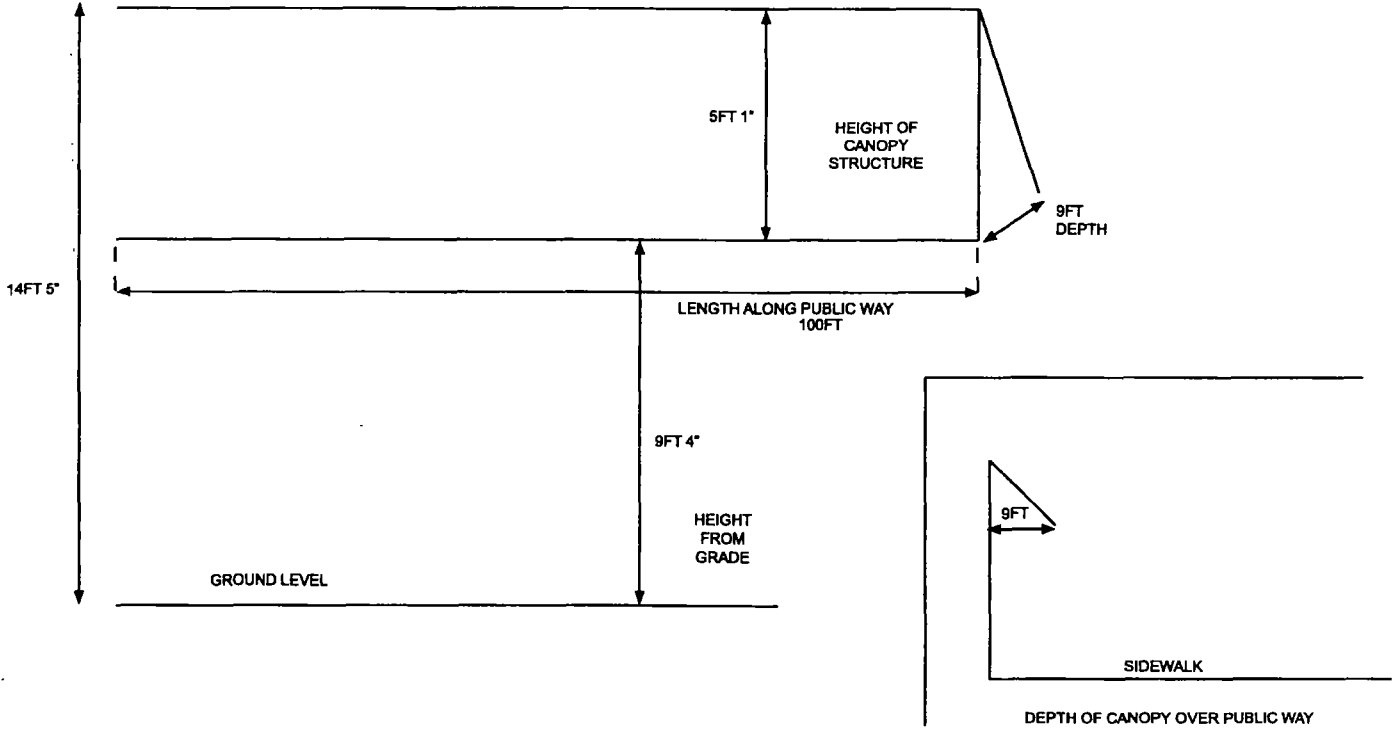 5FT 1"
HEIGHT OF
CANOPY
STRUCTURE
9FT
DEPTH
14FT 5"
LENGTH ALONG PUBLIC WAY
100FT
9FT 4"
HEIGHT
FROM
GRADE
GROUND LEVEL
9FT
SIDEWALK
DEPTH OF CANOPY OVER PUBLIC WAY